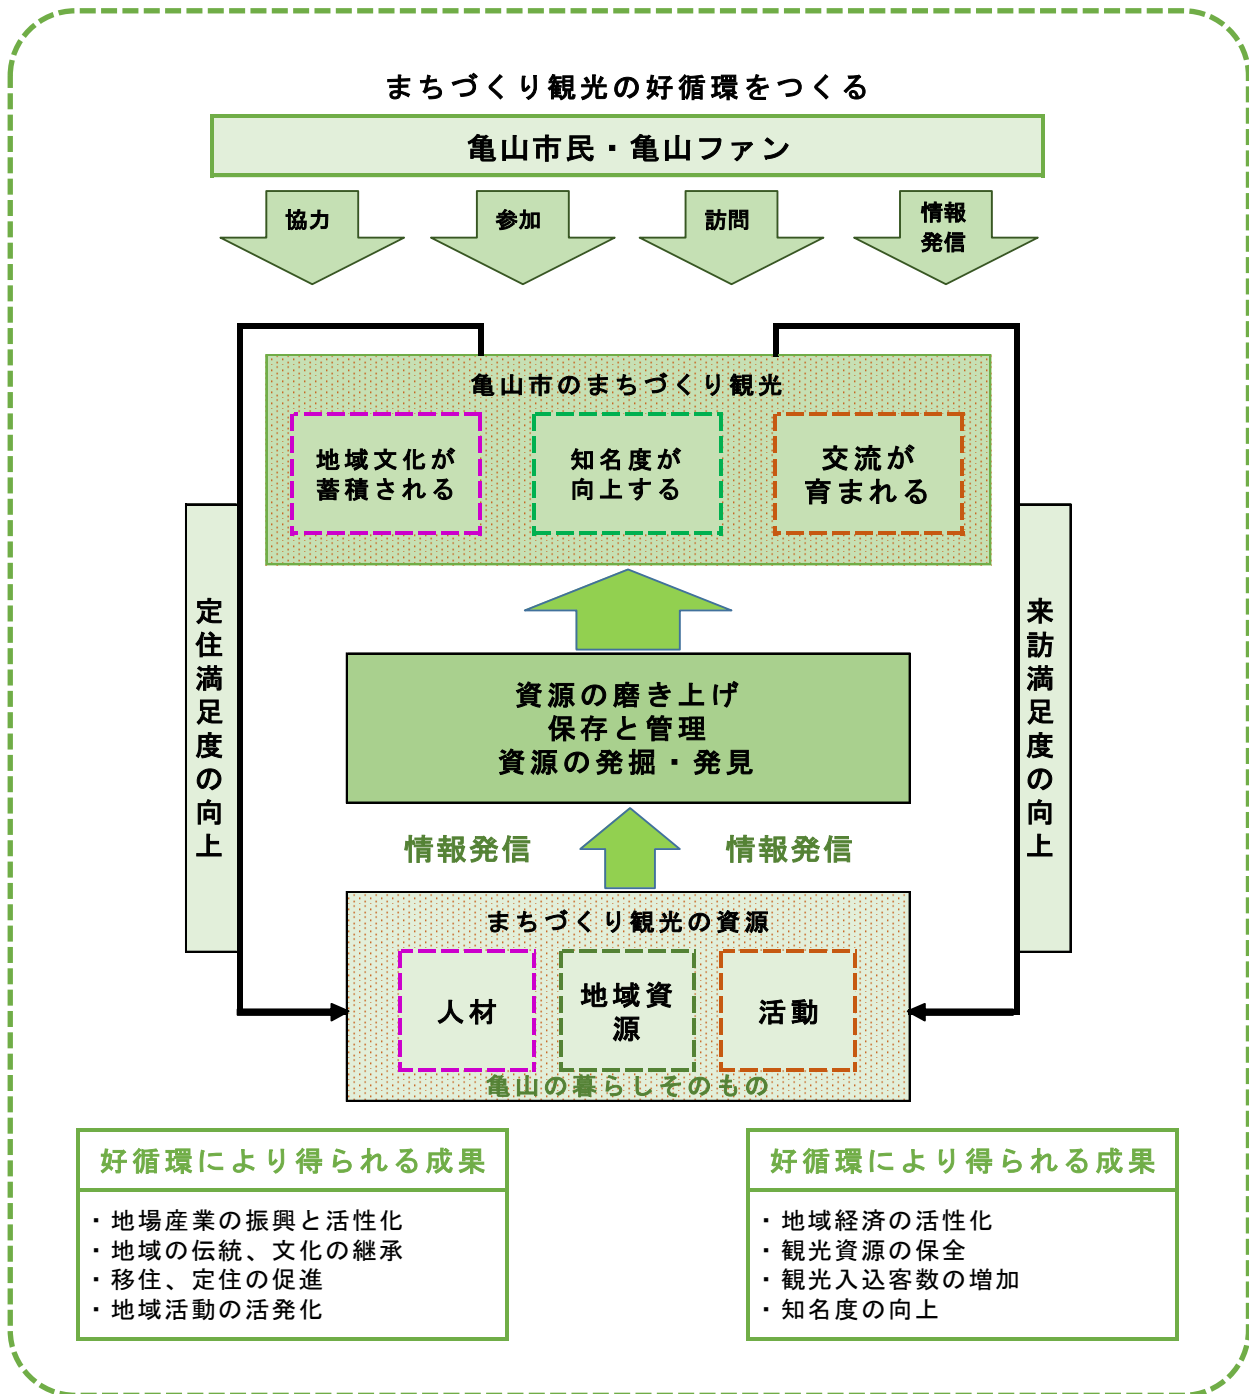 まちづくり観光の好循環をつくる
亀山市民・亀山ファン
協力
参加
訪問
情報
発信
亀山市のまちづくり観光
地域文化が
蓄積される
知名度が
向上する
交流が
育まれる
定住満足度の向上
来訪満足度の向上
資源の磨き上げ
保存と管理
資源の発掘・発見
情報発信
情報発信
まちづくり観光の資源
人材
地域資
源
活動
亀山の暮らしそのもの
好循環により得られる成果
・地場産業の振興と活性化
・地域の伝統、文化の継承
・移住、定住の促進
・地域活動の活発化
好循環により得られる成果
・地域経済の活性化
・観光資源の保全
・観光入込客数の増加
・知名度の向上